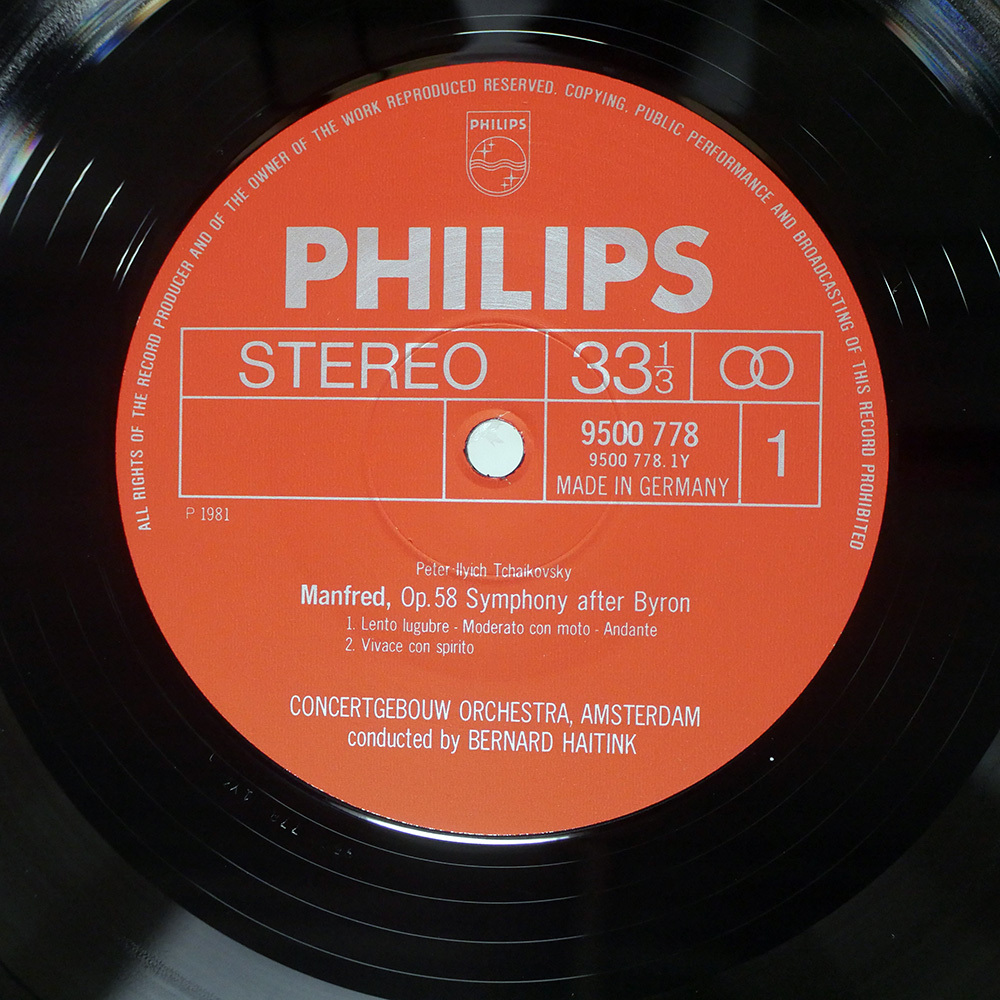 ALL RIGHTS OF THE RECORD PRODUCER AND OF THE OWNER OF THE WORK REPRODUCED RESERVED. COPYING. PUBLIC PERFORMANCE AND BROADCASTING OF THIS RECORD PROHIBITED
PHILIPS
PHILIPS
STEREO
33 1/3
9500 778
9500 778.1Y
MADE IN GERMANY
1
P 1981
Peter-Ilyich Tchaikovsky
Manfred, Op.58 Symphony after Byron
1. Lento lugubre - Moderato con moto - Andante
2. Vivace con spirito
CONCERTGEBOUW ORCHESTRA, AMSTERDAM
conducted by BERNARD HAITINK